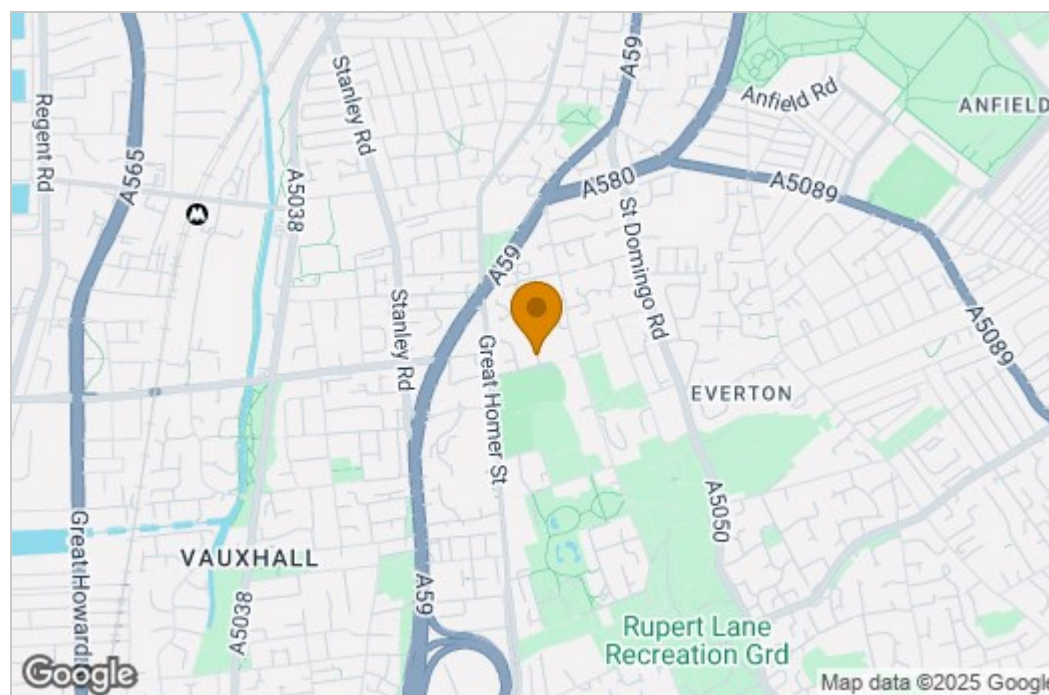 A59
Stanley Rd
Anfield Rd
ANFIELD
Regent Rd
A565
A580
A5089
A5038
St Domingo Rd
A59
Stanley Rd
Great Homer St
A5089
EVERTON
A5050
VAUXHALL
Great Howard
A59
A5038
Rupert Lane
Recreation Grd
Google
Map data ©2025 Google